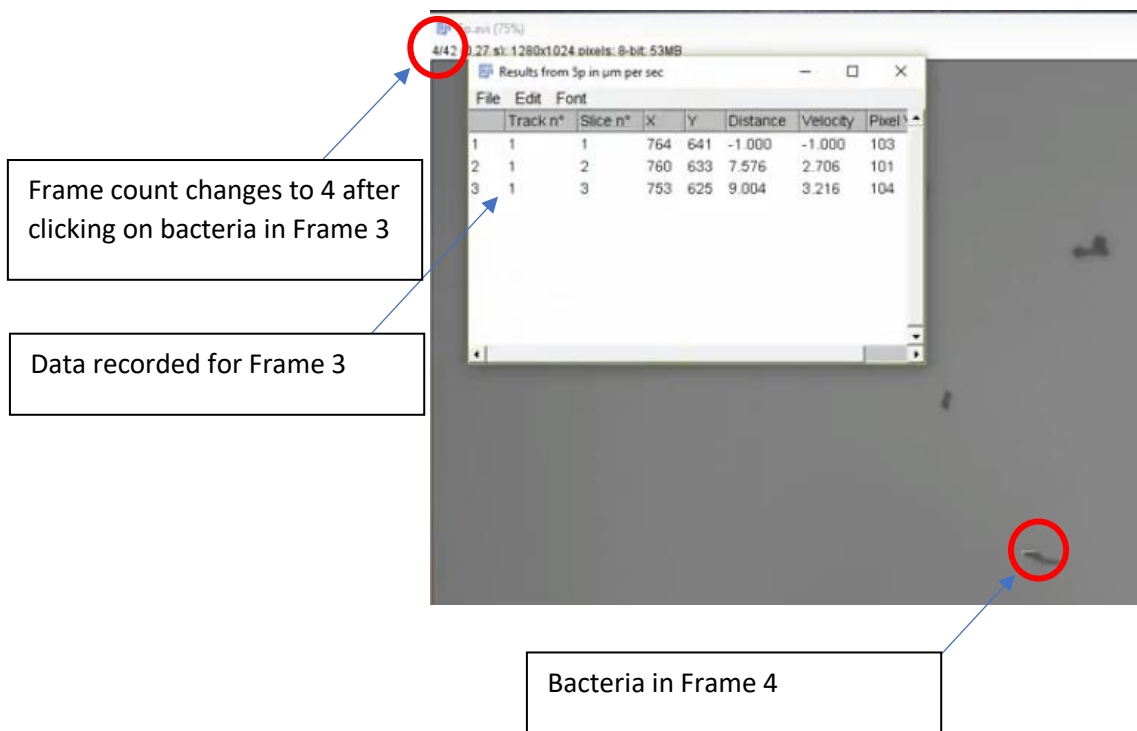 (75%)
4/42 (0.27 s); 1280x1024 pixels; 8-bit; 53MB
Results from 5p in µm per sec
File Edit Font
Track n° Slice n° X Y Distance Velocity Pixel
1 1 1 764 641 -1.000 -1.000 103
2 1 2 760 633 7.576 2.706 101
3 1 3 753 625 9.004 3.216 104
Frame count changes to 4 after
clicking on bacteria in Frame 3
Data recorded for Frame 3
Bacteria in Frame 4